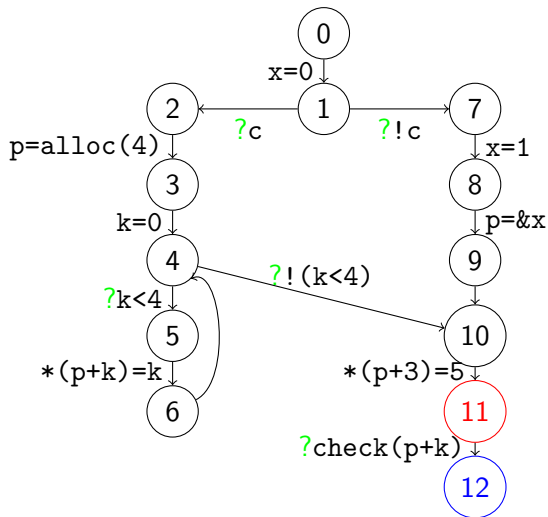 0
x=0
2
1
7
?c
?!c
p=alloc(4)
x=1
3
8
k=0
p=&x
4
9
?!(k<4)
?k<4
5
10
*(p+k)=k
*(p+3)=5
6
11
?check(p+k)
12